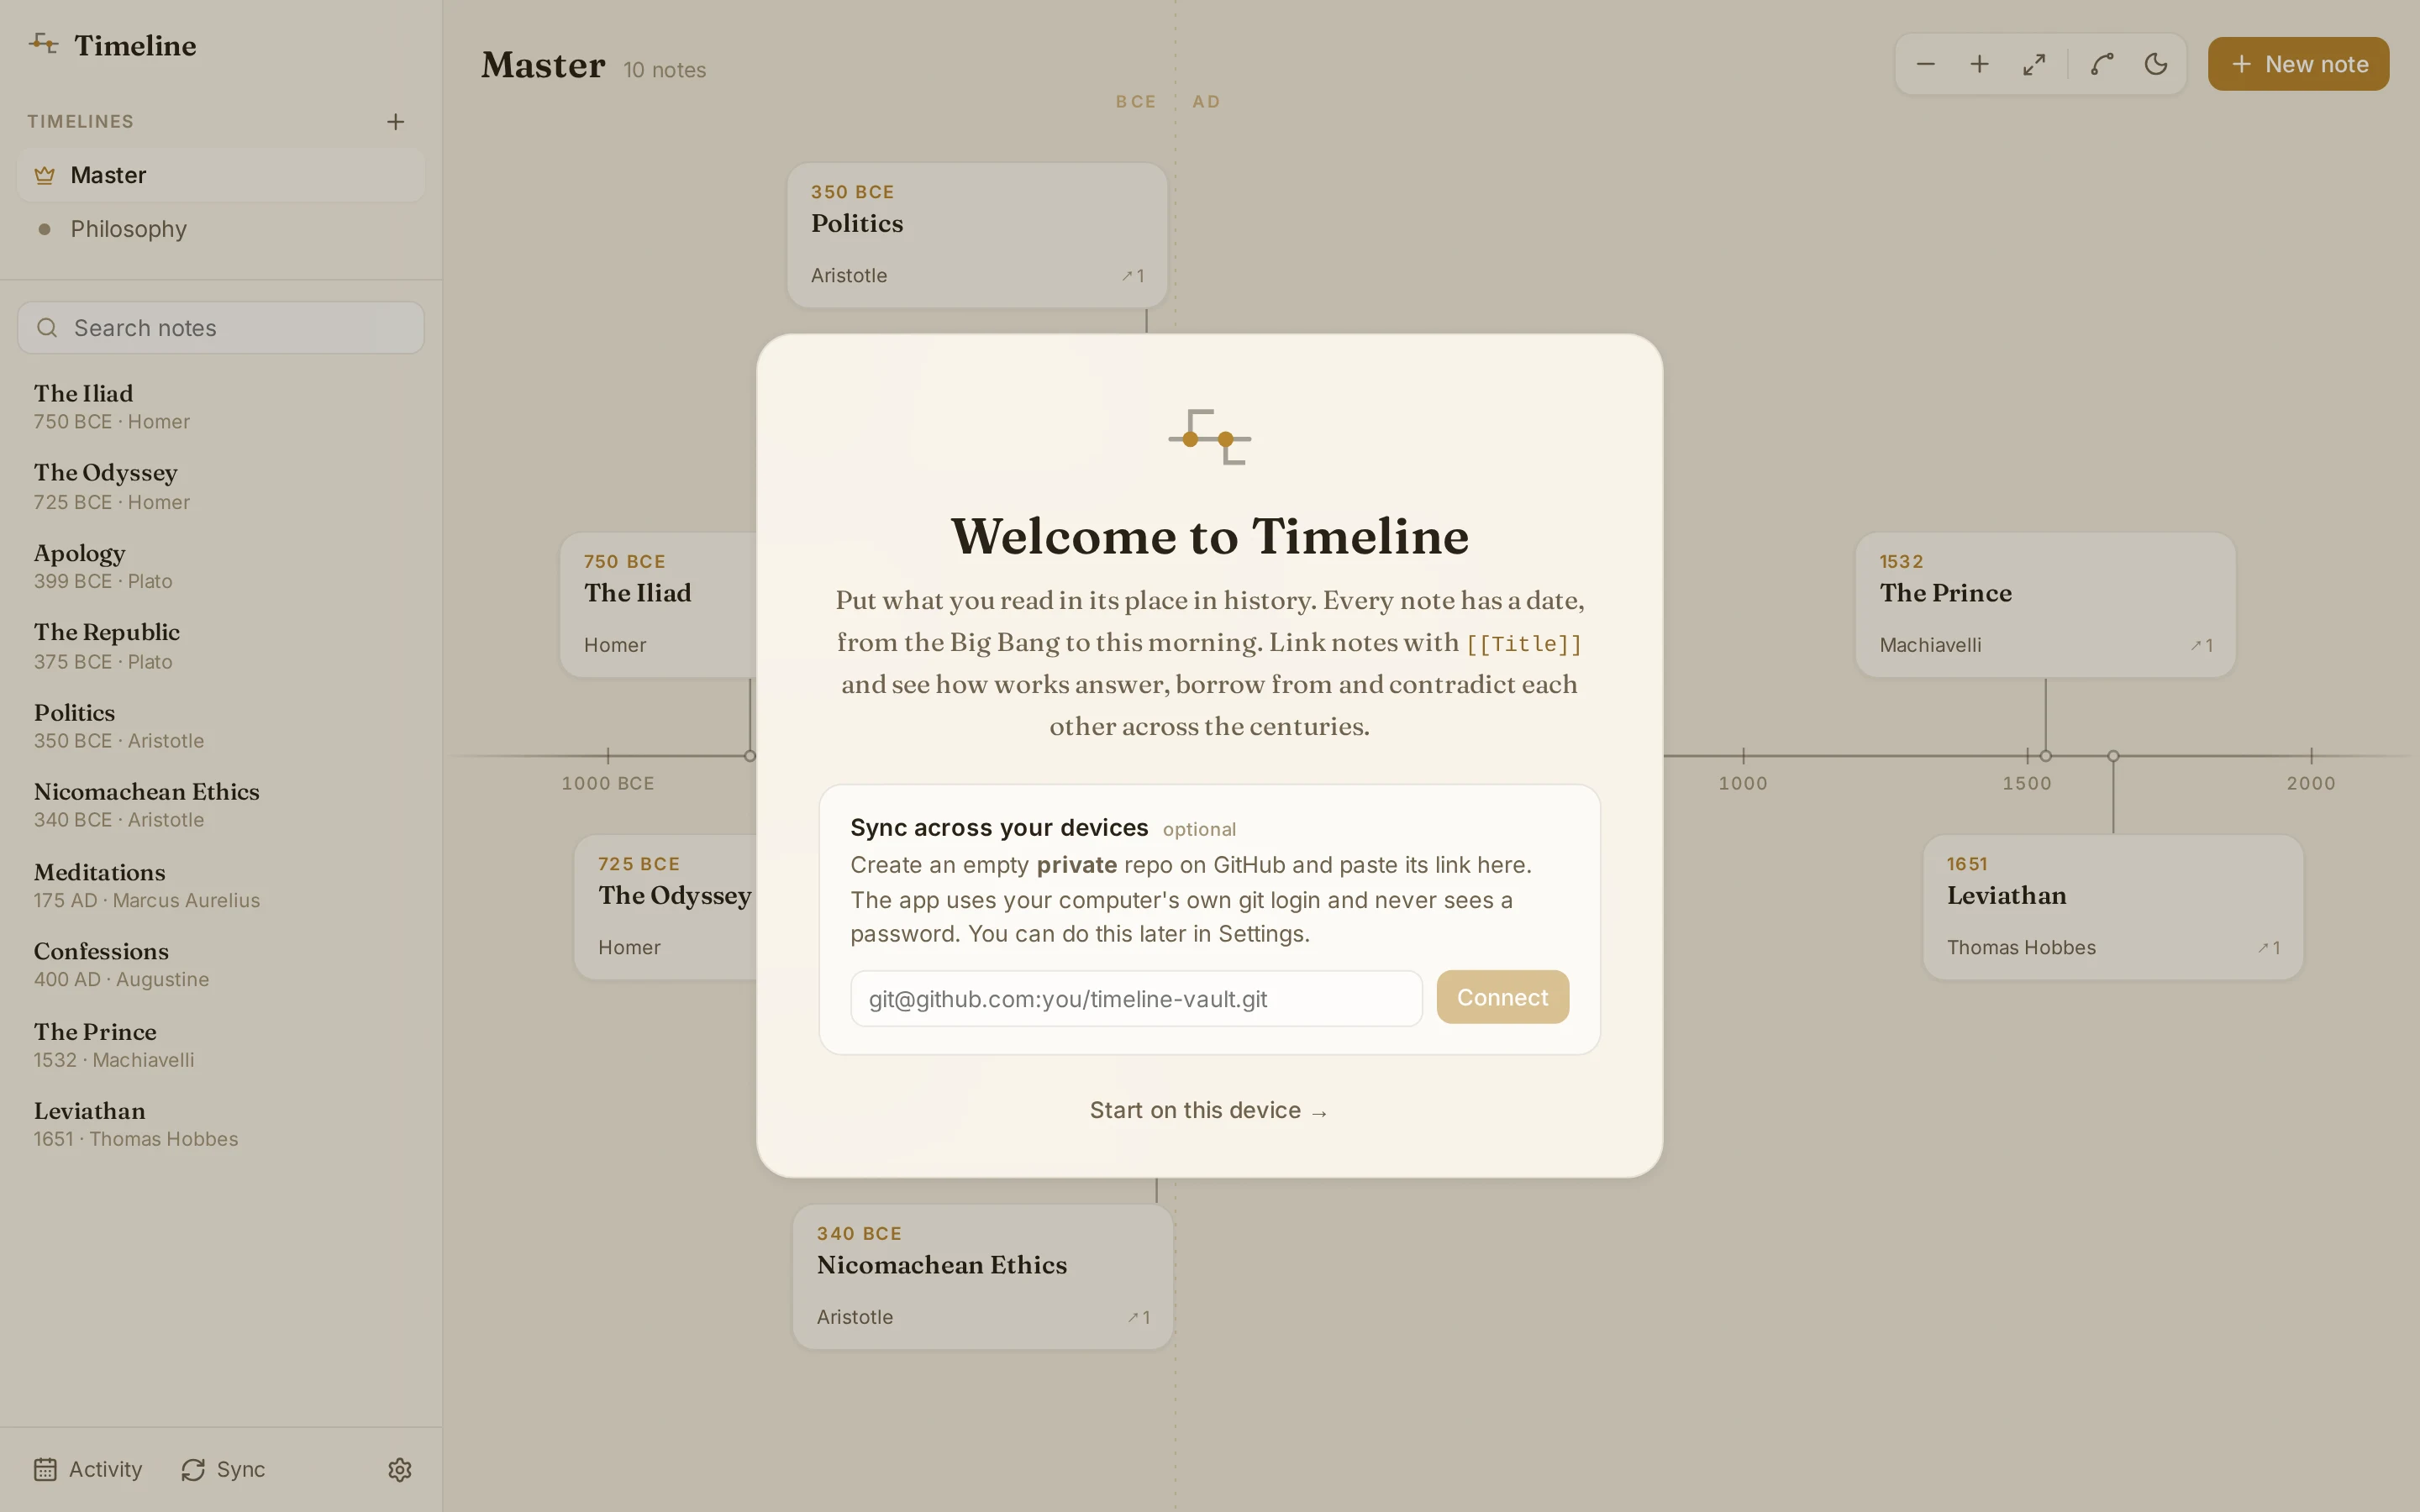 Timeline
TIMELINES
Master
Philosophy
Search notes
The Iliad
750 BCE · Homer
The Odyssey
725 BCE · Homer
Apology
399 BCE · Plato
The Republic
375 BCE · Plato
Politics
350 BCE · Aristotle
Nicomachean Ethics
340 BCE · Aristotle
Meditations
175 AD · Marcus Aurelius
Confessions
400 AD · Augustine
The Prince
1532 · Machiavelli
Leviathan
1651 · Thomas Hobbes
Activity
Sync
Master 10 notes
New note
BCE AD
350 BCE
Politics
Aristotle ↗1
750 BCE
The Iliad
Homer
725 BCE
The Odyssey
Homer
1000 BCE
Welcome to Timeline
Put what you read in its place in history. Every note has a date,
from the Big Bang to this morning. Link notes with [[Title]]
and see how works answer, borrow from and contradict each
other across the centuries.
Sync across your devices optional
Create an empty private repo on GitHub and paste its link here.
The app uses your computer's own git login and never sees a
password. You can do this later in Settings.
git@github.com:you/timeline-vault.git
Connect
Start on this device →
1532
The Prince
Machiavelli ↗1
1000 1500 2000
1651
Leviathan
Thomas Hobbes ↗1
340 BCE
Nicomachean Ethics
Aristotle ↗1